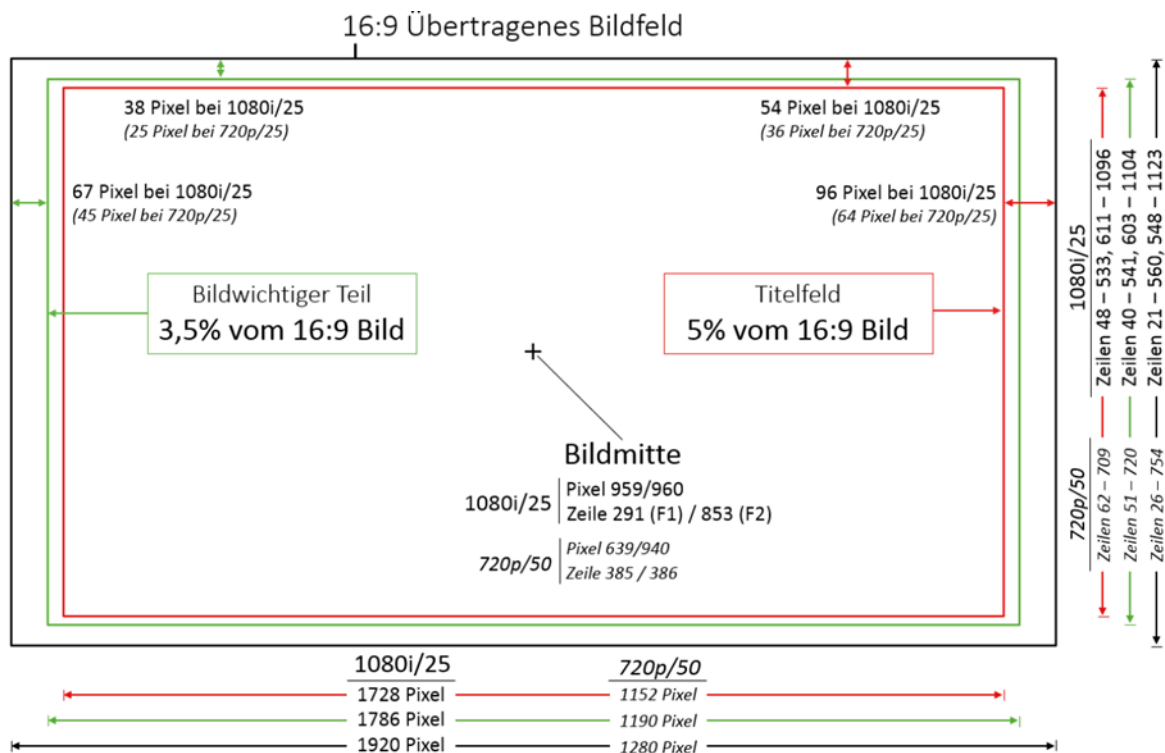 16:9 Übertragenes Bildfeld
38 Pixel bei 1080i/25
(25 Pixel bei 720p/25)
54 Pixel bei 1080i/25
(36 Pixel bei 720p/25)
67 Pixel bei 1080i/25
(45 Pixel bei 720p/25)
96 Pixel bei 1080i/25
(64 Pixel bei 720p/25)
Bildwichtiger Teil
3,5% vom 16:9 Bild
Titelfeld
5% vom 16:9 Bild
Bildmitte
1080i/25
Pixel 959/960
Zeile 291 (F1) / 853 (F2)
720p/50
Pixel 639/940
Zeile 385 / 386
1080i/25
Zeilen 48 – 533, 611 – 1096
Zeilen 40 – 541, 603 – 1104
Zeilen 21 – 560, 548 – 1123
720p/50
Zeilen 62 – 709
Zeilen 51 – 720
Zeilen 26 – 754
1080i/25 720p/50
1728 Pixel 1152 Pixel
1786 Pixel 1190 Pixel
1920 Pixel 1280 Pixel